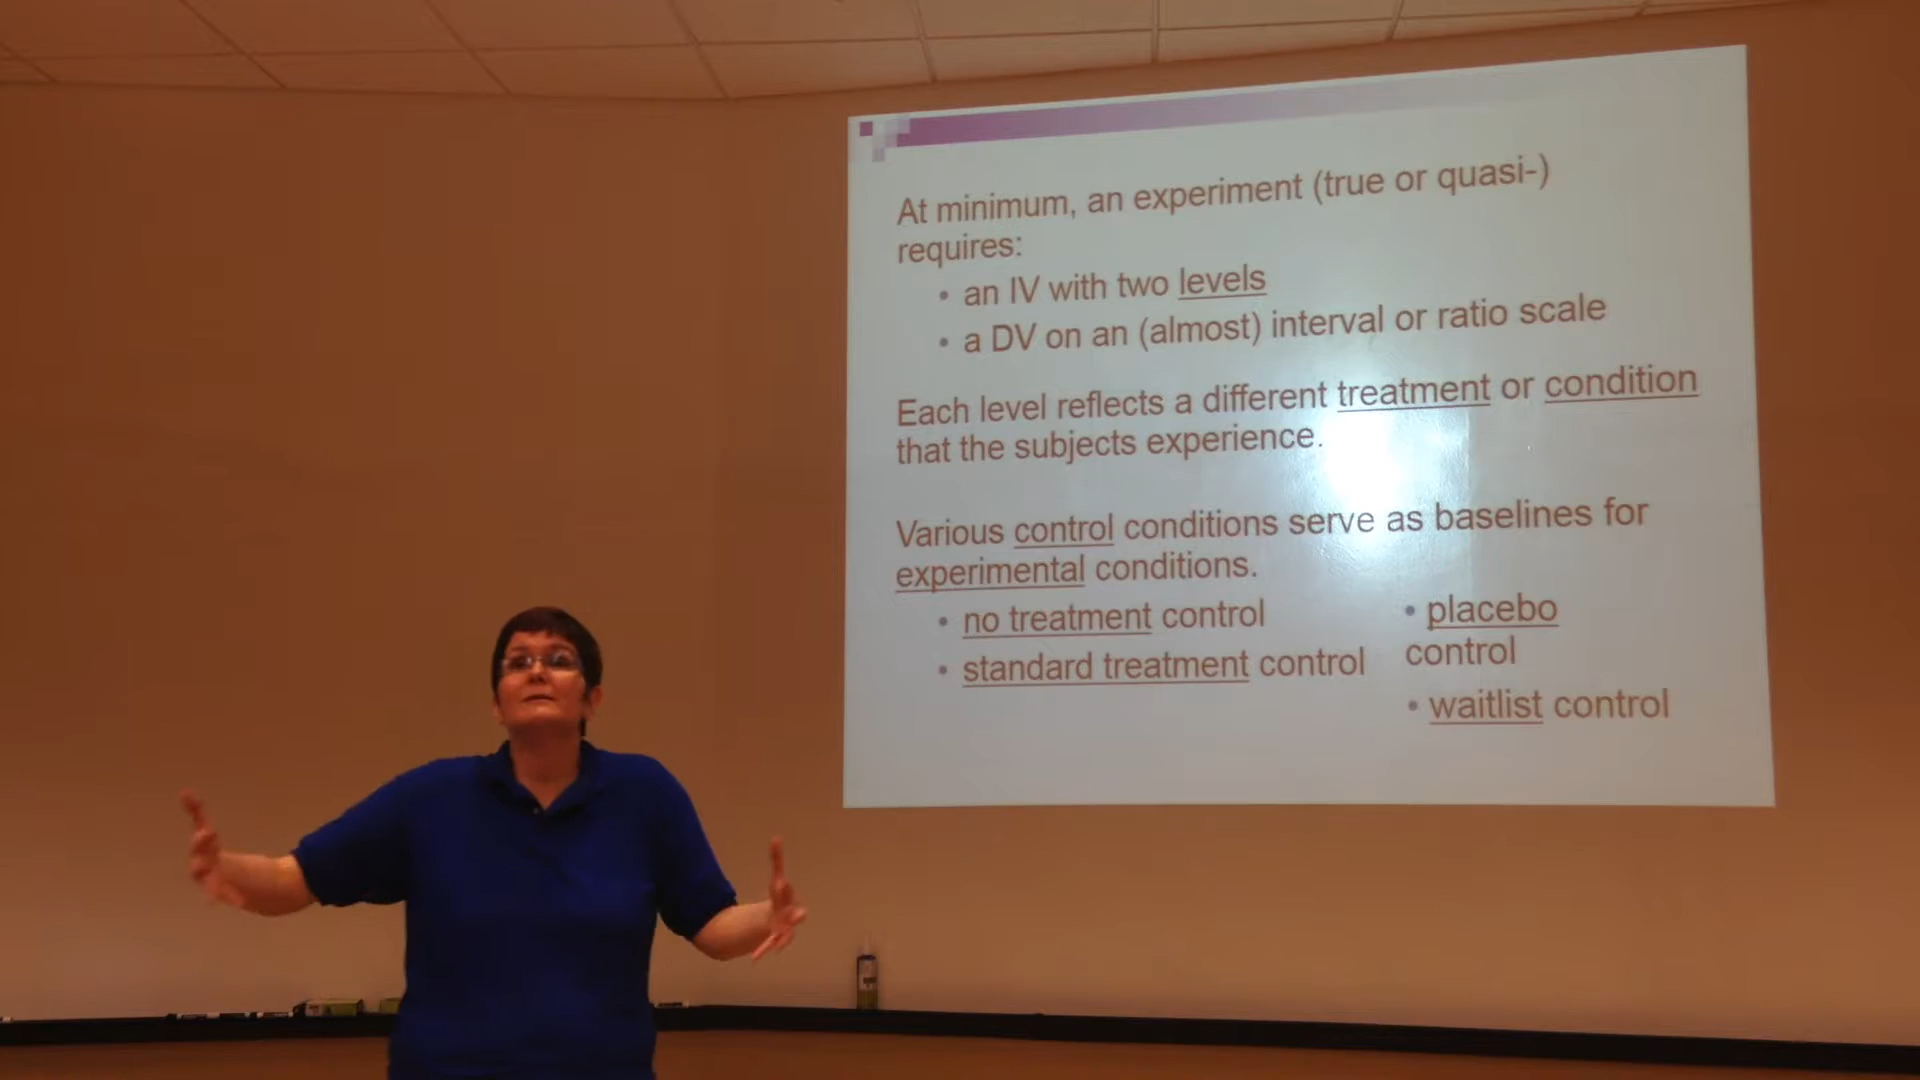 At minimum, an experiment (true or quasi-)
requires:
• an IV with two levels
• a DV on an (almost) interval or ratio scale
Each level reflects a different treatment or condition
that the subjects experience.
Various control conditions serve as baselines for
experimental conditions.
• no treatment control
• standard treatment control
• placebo
control
• waitlist control